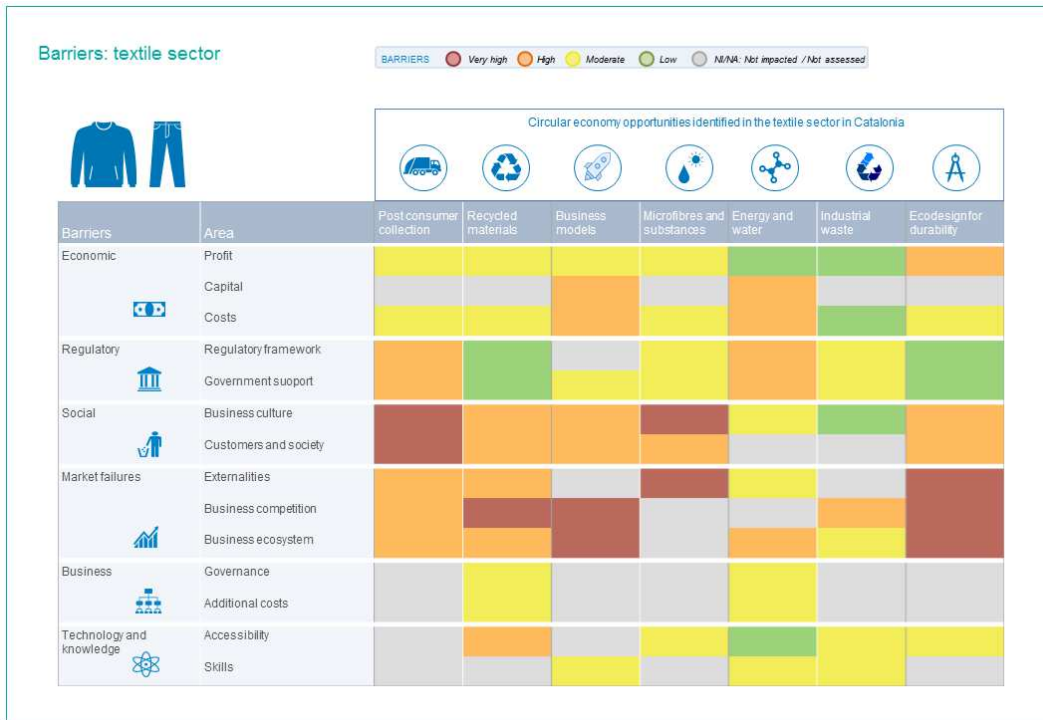 Barriers: textile sector
BARRIERS Very high High Moderate Low NI/NA: Not impacted / Not assessed
Circular economy opportunities identified in the textile sector in Catalonia
Barriers
Area
Post consumer
collection
Recycled
materials
Business
models
Microfibres and
substances
Energy and
water
Industrial
waste
Ecodesign for
durability
Economic
Profit
Capital
Costs
Regulatory
Regulatory framework
Government suoport
Social
Business culture
Customers and society
Market failures
Externalities
Business competition
Business ecosystem
Business
Governance
Additional costs
Technology and
knowledge
Accessibility
Skills